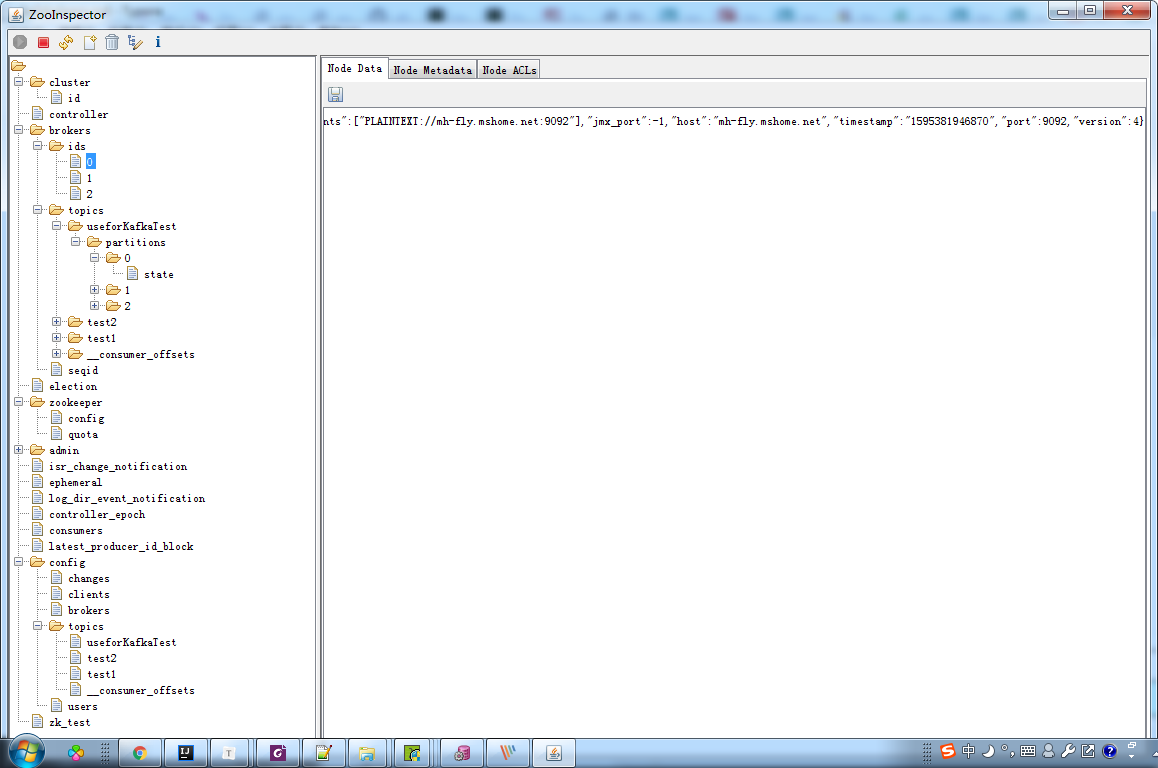 ZooInspector
cluster
id
controller
brokers
ids
0
1
2
topics
useforKafkaTest
partitions
0
state
1
2
test2
test1
__consumer_offsets
seqid
election
zookeeper
config
quota
admin
isr_change_notification
ephemeral
log_dir_event_notification
controller_epoch
consumers
latest_producer_id_block
config
changes
clients
brokers
topics
useforKafkaTest
test2
test1
__consumer_offsets
users
zk_test
Node Data Node Metadata Node ACLs
nts":["PLAINTEXT://mh-fly.mshome.net:9092"],"jmx_port":-1,"host":"mh-fly.mshome.net","timestamp":"1595381946870","port":9092,"version":4}
IJ T G S 中